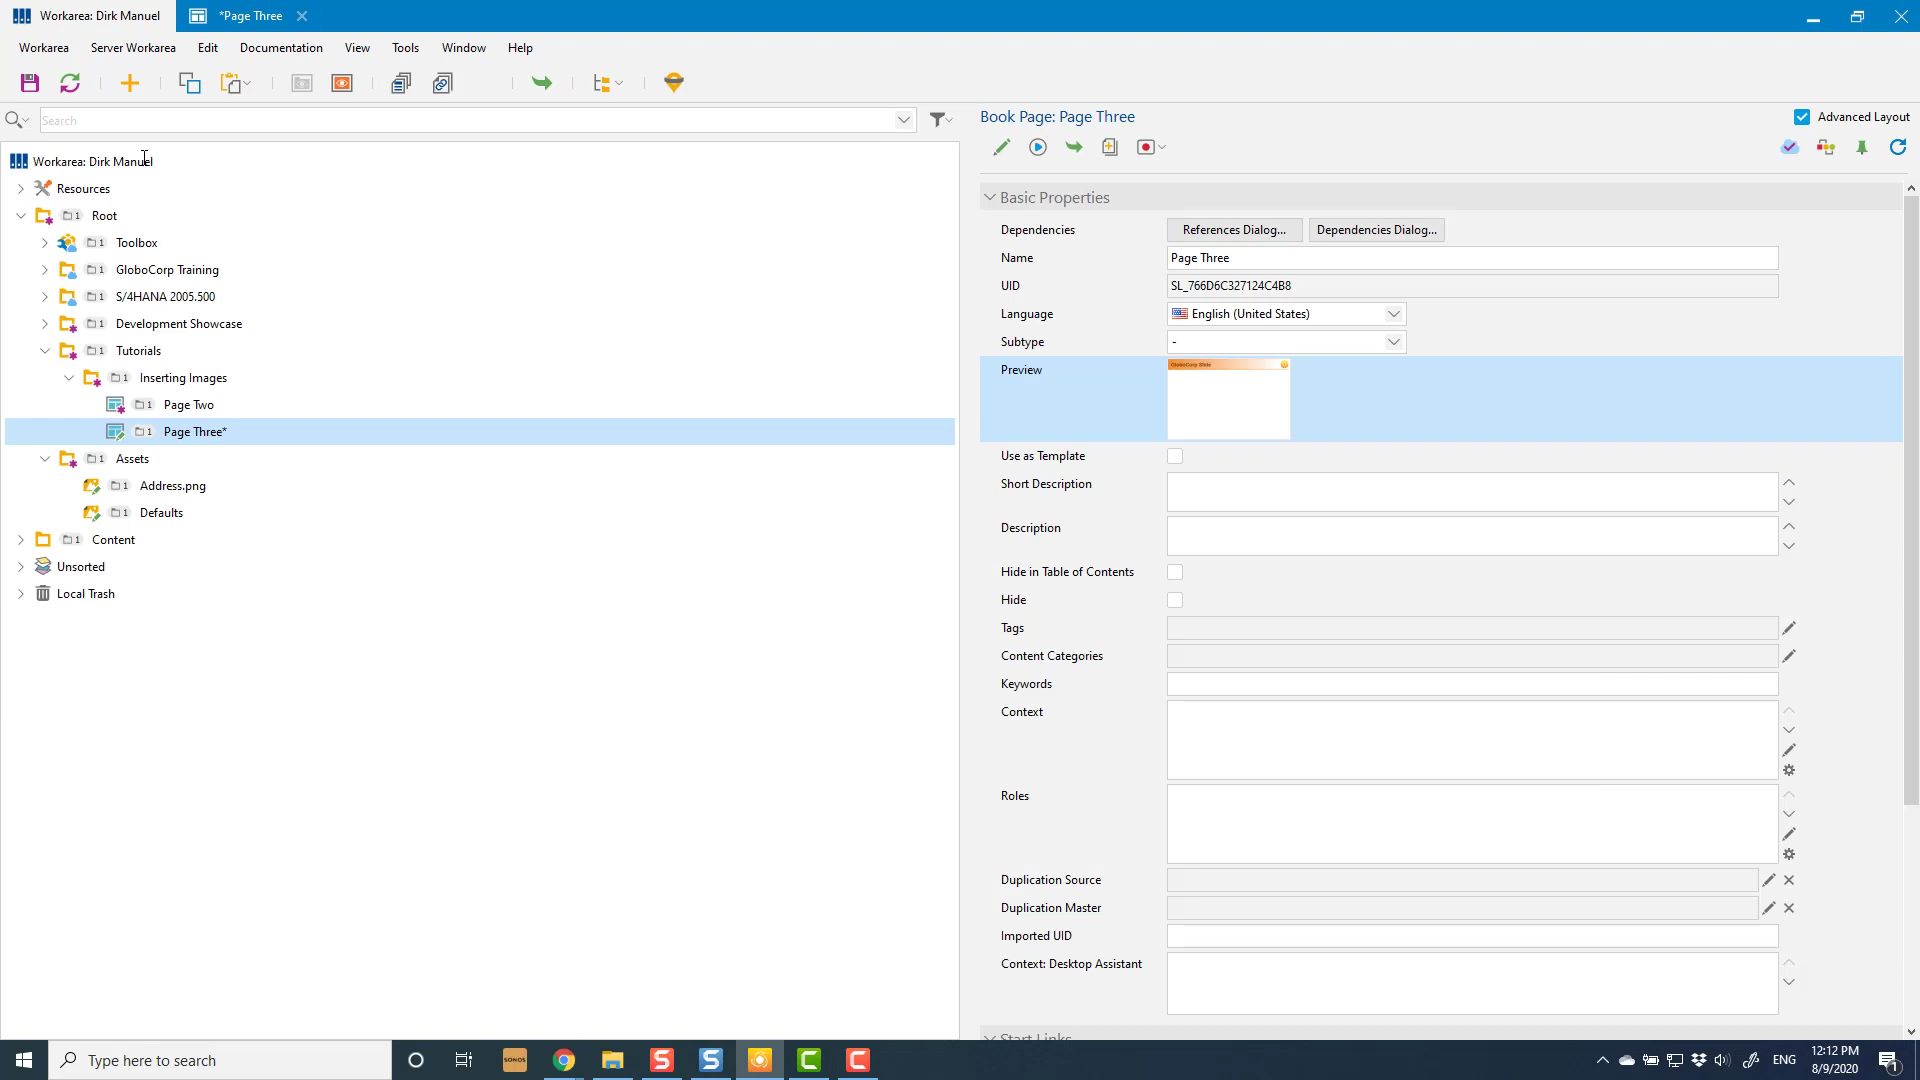 Workarea: Dirk Manuel
*Page Three
Workarea
Server Workarea
Edit
Documentation
View
Tools
Window
Help
Search
Workarea: Dirk Manuel
Resources
1 Root
1 Toolbox
1 GloboCorp Training
1 S/4HANA 2005.500
1 Development Showcase
1 Tutorials
1 Inserting Images
1 Page Two
1 Page Three*
1 Assets
1 Address.png
1 Defaults
1 Content
Unsorted
Local Trash
Book Page: Page Three
Advanced Layout
Basic Properties
Dependencies References Dialog... Dependencies Dialog...
Name Page Three
UID SL_766D6C327124C4B8
Language English (United States)
Subtype -
Preview GloboCorp Slide
Use as Template
Short Description
Description
Hide in Table of Contents
Hide
Tags
Content Categories
Keywords
Context
Roles
Duplication Source
Duplication Master
Imported UID
Context: Desktop Assistant
Start Links
Type here to search
SONOS
ENG
12:12 PM
8/9/2020
1